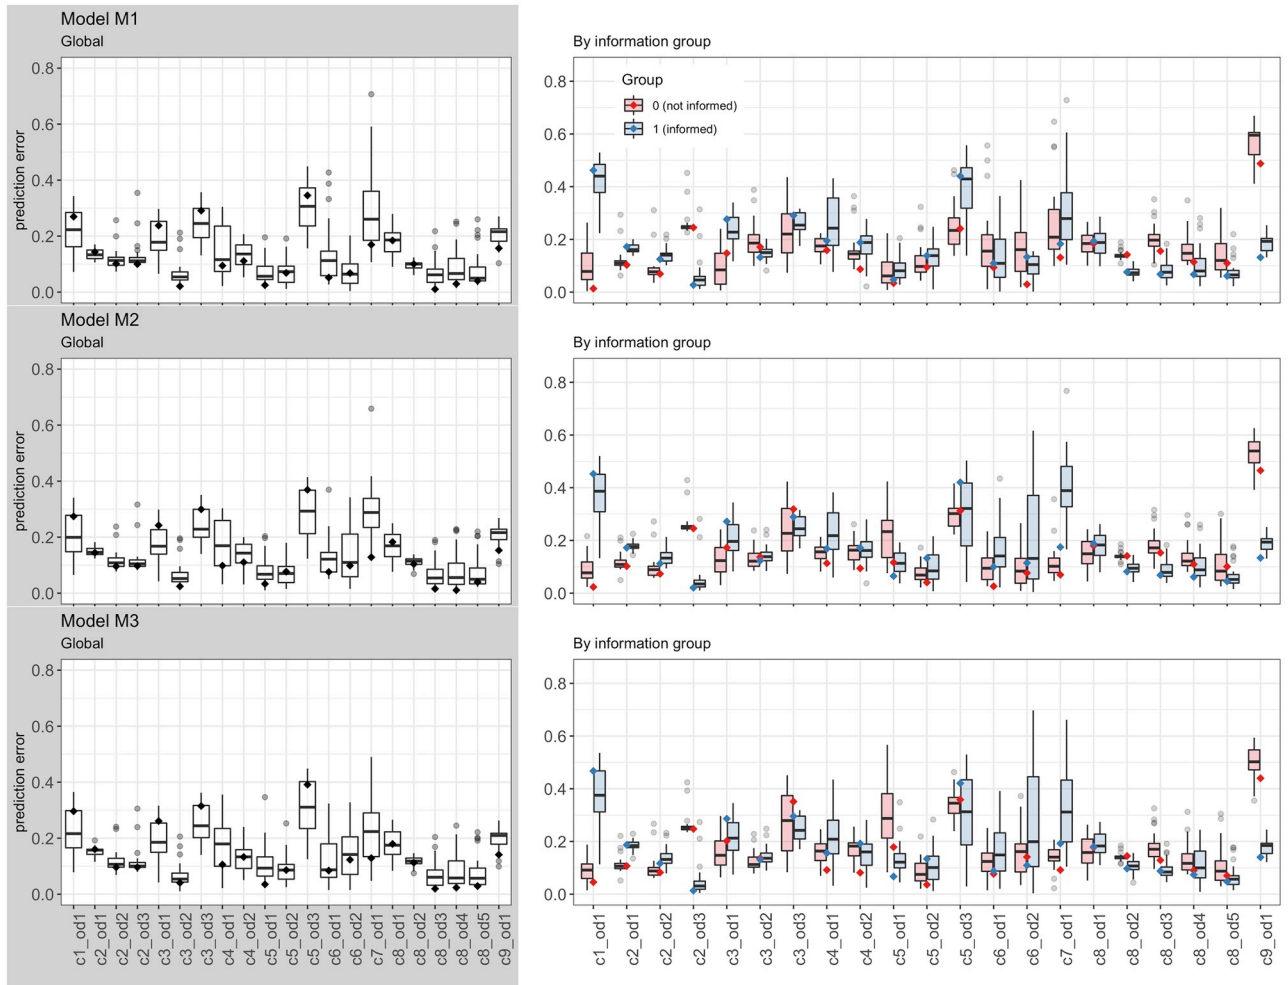 Model M1
Global
By information group
prediction error
0.8
0.6
0.4
0.2
0.0
0.8
0.6
0.4
0.2
0.0
Group
0 (not informed)
1 (informed)
Model M2
Global
By information group
prediction error
0.8
0.6
0.4
0.2
0.0
0.8
0.6
0.4
0.2
0.0
Model M3
Global
By information group
prediction error
0.8
0.6
0.4
0.2
0.0
0.8
0.6
0.4
0.2
0.0
c1_od1
c2_od1
c2_od2
c2_od3
c3_od1
c3_od2
c3_od3
c4_od1
c4_od2
c5_od1
c5_od2
c5_od3
c6_od1
c6_od2
c7_od1
c8_od1
c8_od2
c8_od3
c8_od4
c8_od5
c9_od1
c1_od1
c2_od1
c2_od2
c2_od3
c3_od1
c3_od2
c3_od3
c4_od1
c4_od2
c5_od1
c5_od2
c5_od3
c6_od1
c6_od2
c7_od1
c8_od1
c8_od2
c8_od3
c8_od4
c8_od5
c9_od1